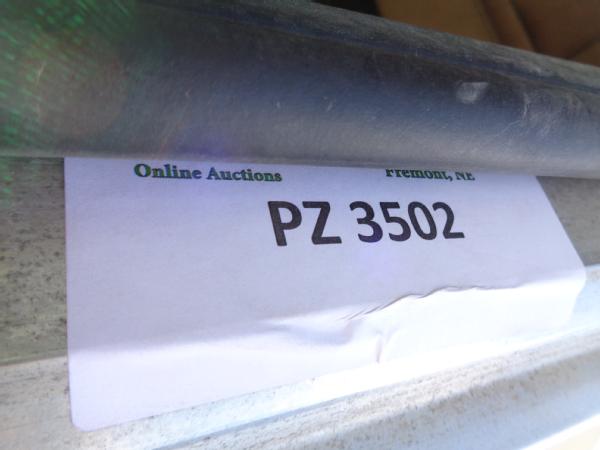 Online Auctions Fremont, NE
PZ 3502